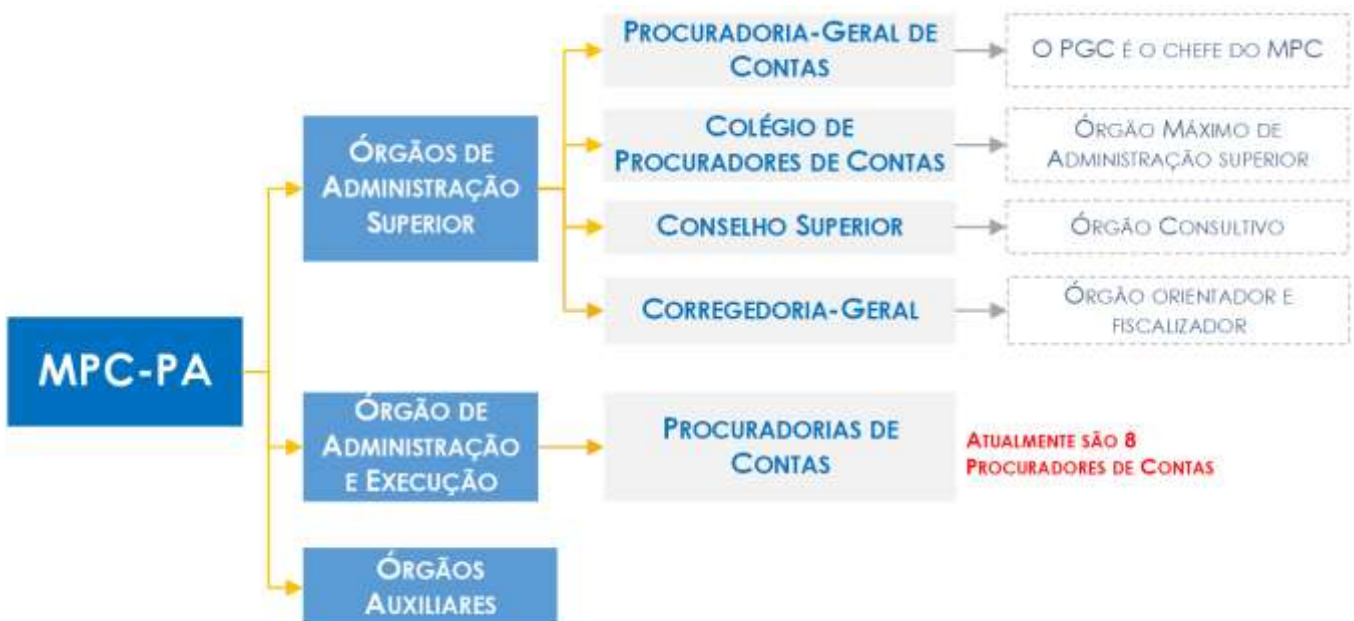 MPC-PA
ÓRGÃOS DE
ADMINISTRAÇÃO
SUPERIOR
PROCURADORIA-GERAL DE
CONTAS
O PGC É O CHEFE DO MPC
COLÉGIO DE
PROCURADORES DE CONTAS
ÓRGÃO MÁXIMO DE
ADMINISTRAÇÃO SUPERIOR
CONSELHO SUPERIOR
ÓRGÃO CONSULTIVO
CORREGEDORIA-GERAL
ÓRGÃO ORIENTADOR E
FISCALIZADOR
ÓRGÃO DE
ADMINISTRAÇÃO
E EXECUÇÃO
PROCURADORIAS DE
CONTAS
ATUALMENTE SÃO 8
PROCURADORES DE CONTAS
ÓRGÃOS
AUXILIARES